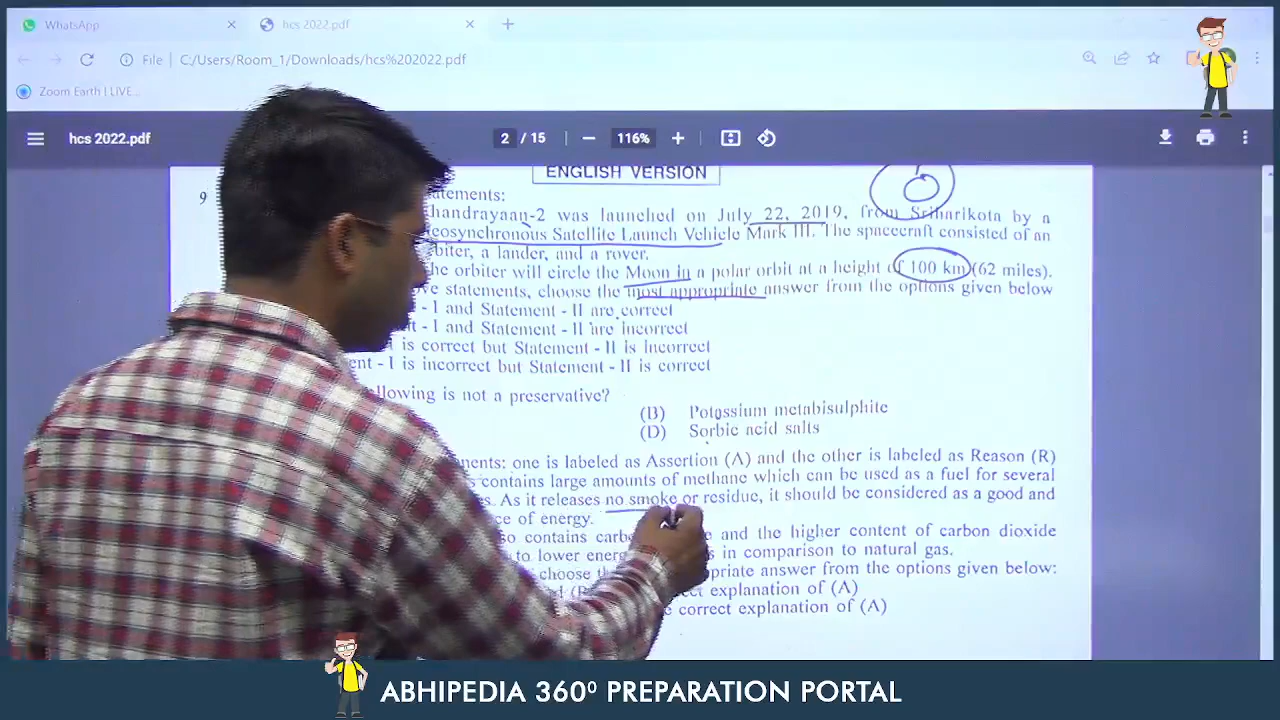 WhatsApp
hcs 2022.pdf
File
C:/Users/Room_1/Downloads/hcs%202022.pdf
Zoom Earth I LIVE...
hcs 2022.pdf
2 / 15
116%
ENGLISH VERSION
9
atements:
handrayaan-2 was launched on July 22, 2019, from Sriharikota by a
eosynchronous Satellite Launch Vehicle Mark III. The spacecraft consisted of an
biter, a lander, and a rover.
he orbiter will circle the Moon in a polar orbit at a height of 100 km (62 miles).
ve statements, choose the most appropriate answer from the options given below
t - I and Statement - II are correct
t - I and Statement - II are incorrect
I is correct but Statement - II is incorrect
ent - I is incorrect but Statement - II is correct
llowing is not a preservative?
(B) Potassium metabisulphite
(D) Sorbic acid salts
ments: one is labeled as Assertion (A) and the other is labeled as Reason (R)
s contains large amounts of methane which can be used as a fuel for several
es. As it releases no smoke or residue, it should be considered as a good and
ce of energy.
so contains carb e and the higher content of carbon dioxide
to lower energ s in comparison to natural gas.
choose th propriate answer from the options given below:
d (R ect explanation of (A)
e correct explanation of (A)
ABHIPEDIA 360⁰ PREPARATION PORTAL